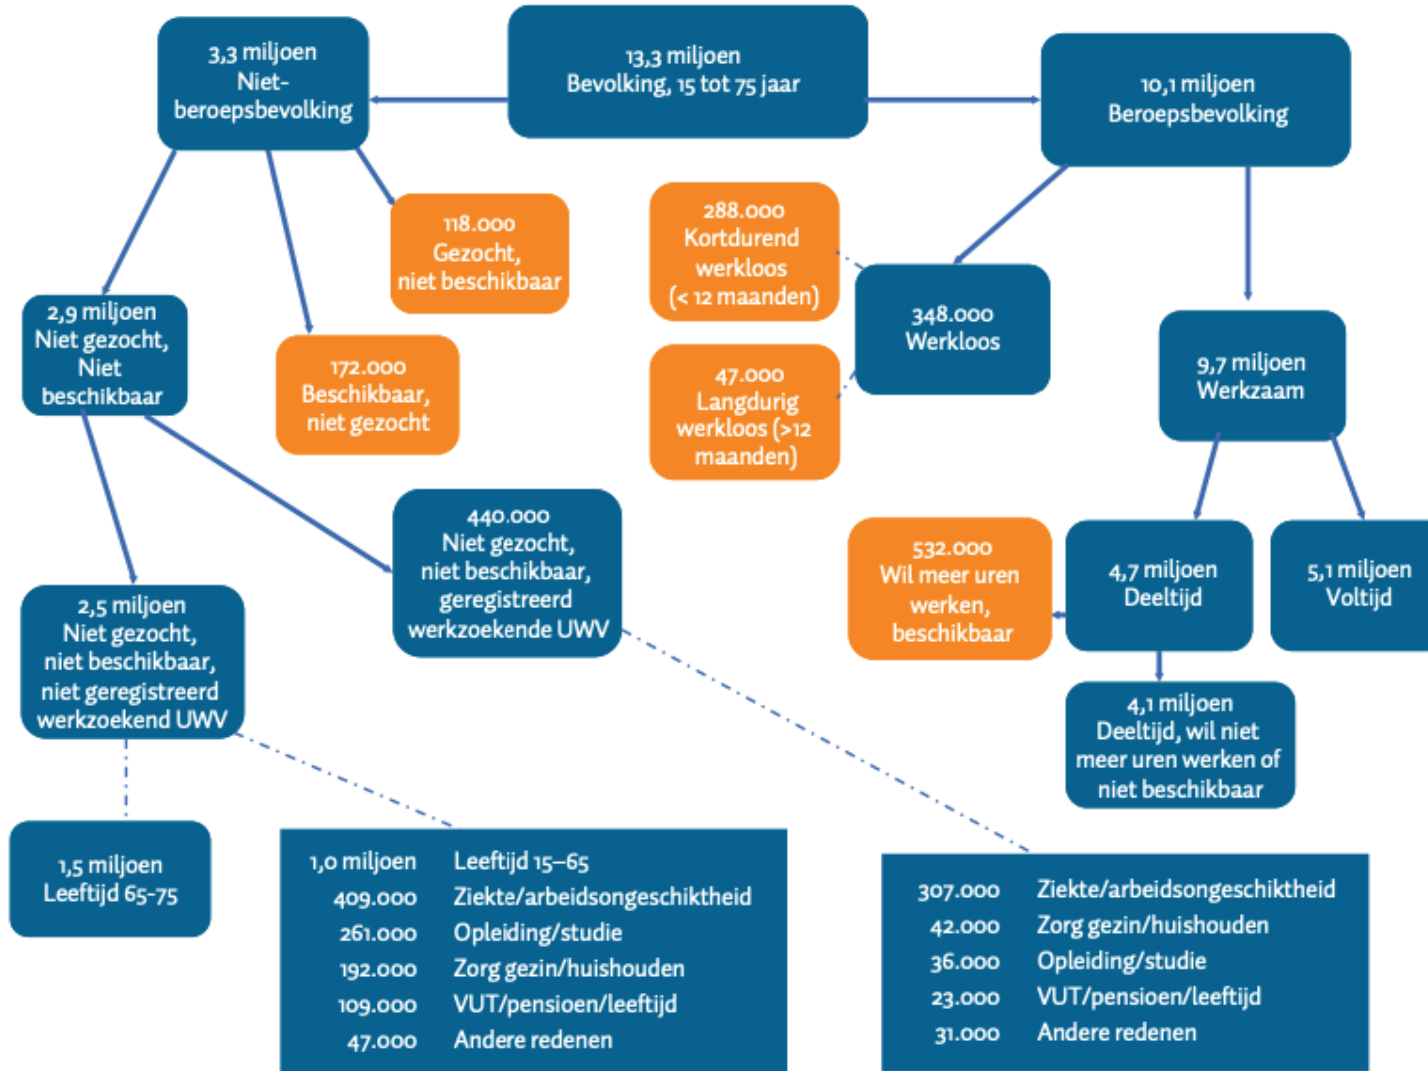 3,3 miljoen
Niet-
beroepsbevolking
13,3 miljoen
Bevolking, 15 tot 75 jaar
10,1 miljoen
Beroepsbevolking
118.000
Gezocht,
niet beschikbaar
288.000
Kortdurend
werkloos
(< 12 maanden)
2,9 miljoen
Niet gezocht,
Niet
beschikbaar
172.000
Beschikbaar,
niet gezocht
47.000
Langdurig
werkloos (>12
maanden)
348.000
Werkloos
9,7 miljoen
Werkzaam
440.000
Niet gezocht,
niet beschikbaar,
geregistreerd
werkzoekende UWV
532.000
Wil meer uren
werken,
beschikbaar
4,7 miljoen
Deeltijd
5,1 miljoen
Voltijd
2,5 miljoen
Niet gezocht,
niet beschikbaar,
niet geregistreerd
werkzoekend UWV
4,1 miljoen
Deeltijd, wil niet
meer uren werken of
niet beschikbaar
1,5 miljoen
Leeftijd 65-75
1,0 miljoen Leeftijd 15–65
409.000 Ziekte/arbeidsongeschiktheid
261.000 Opleiding/studie
192.000 Zorg gezin/huishouden
109.000 VUT/pensioen/leeftijd
47.000 Andere redenen
307.000 Ziekte/arbeidsongeschiktheid
42.000 Zorg gezin/huishouden
36.000 Opleiding/studie
23.000 VUT/pensioen/leeftijd
31.000 Andere redenen